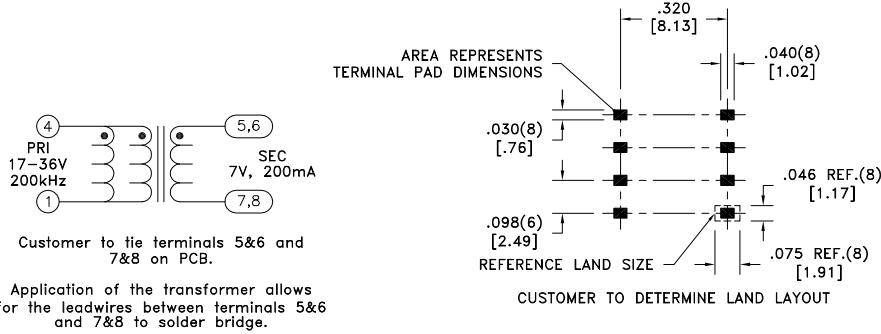 4
PRI
17-36V
200kHz
1
5,6
SEC
7V, 200mA
7,8
Customer to tie terminals 5&6 and
7&8 on PCB.
Application of the transformer allows
for the leadwires between terminals 5&6
and 7&8 to solder bridge.
.320
[8.13]
AREA REPRESENTS
TERMINAL PAD DIMENSIONS
.040(8)
[1.02]
.030(8)
[.76]
.046 REF.(8)
[1.17]
.098(6)
[2.49]
REFERENCE LAND SIZE
.075 REF.(8)
[1.91]
CUSTOMER TO DETERMINE LAND LAYOUT